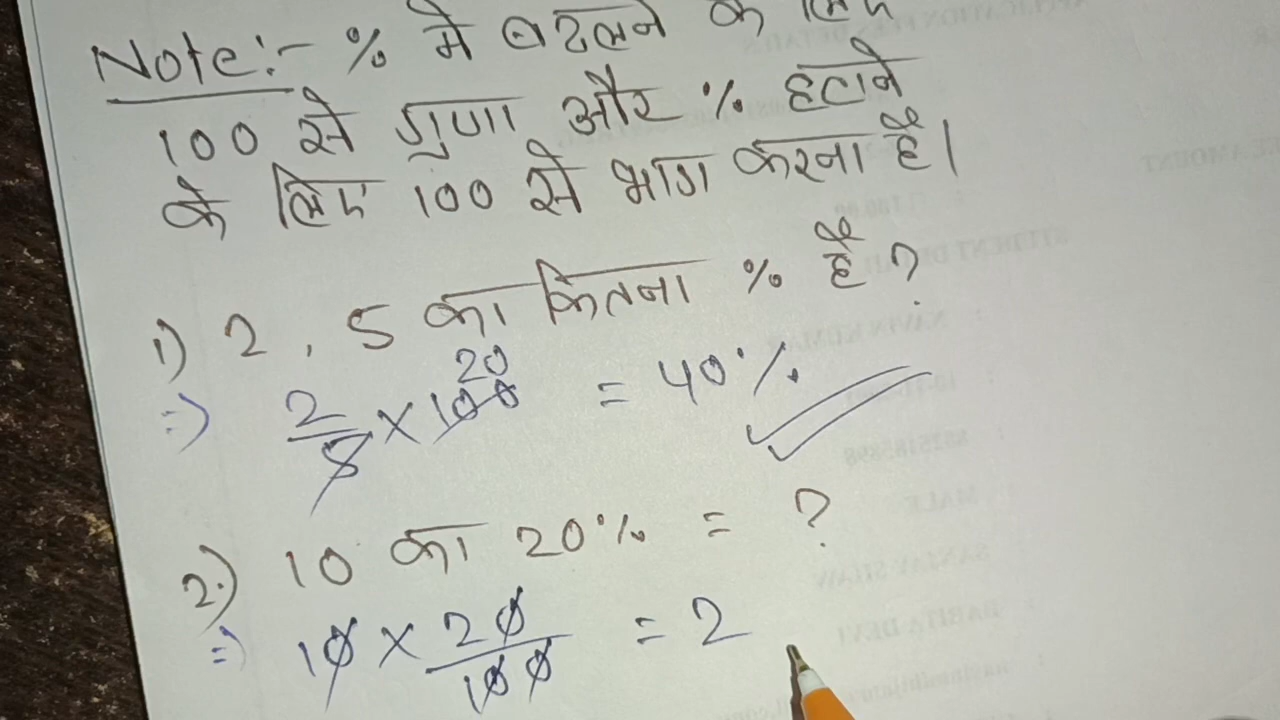 Note:- % में बदलने के लिए
100 से गुणा और % हटाने
के लिए 100 से भाग करना है।
1) 2, 5 का कितना % है?
=> 2/5 × 100 20 = 40%
2.) 10 का 20% = ?
=> 10 × 20/100 = 2